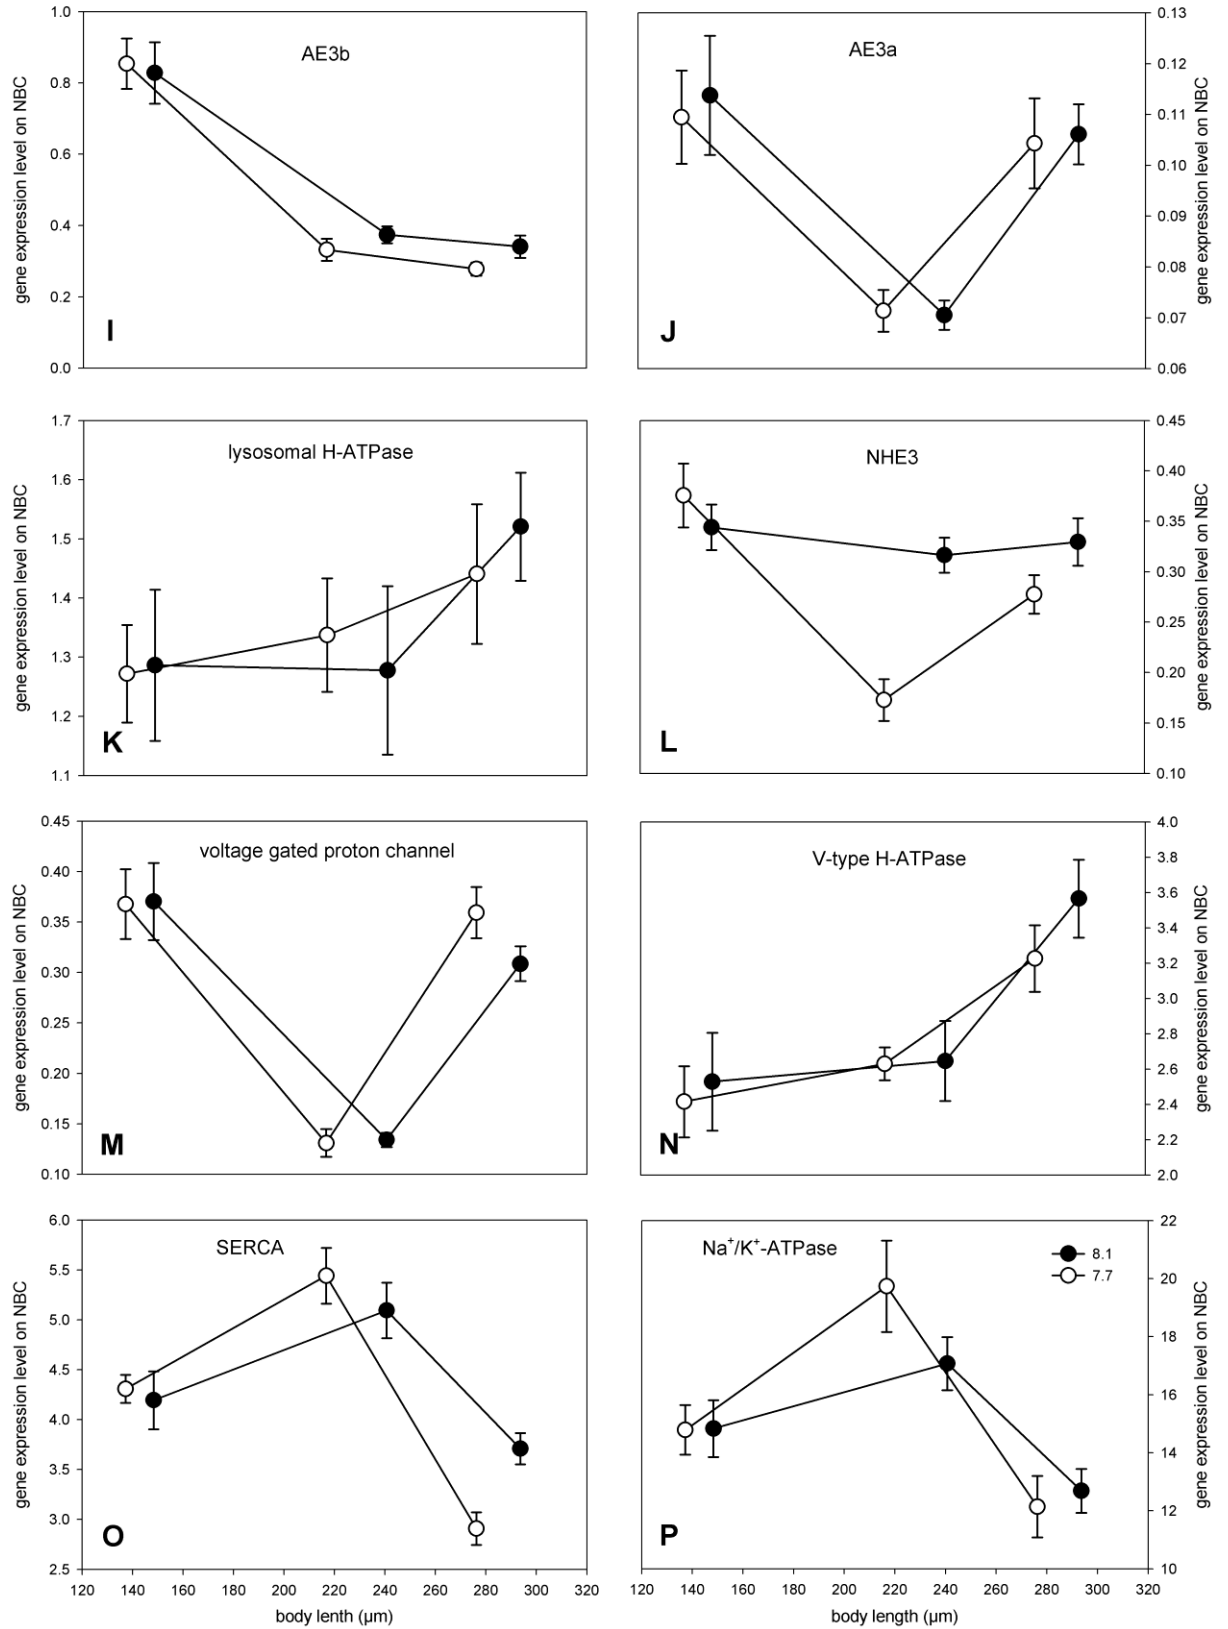 AE3b
gene expression level on NBC
1.0
0.8
0.6
0.4
0.2
0.0
I
AE3a
gene expression level on NBC
0.13
0.12
0.11
0.10
0.09
0.08
0.07
0.06
J
lysosomal H-ATPase
gene expression level on NBC
1.7
1.6
1.5
1.4
1.3
1.2
1.1
K
NHE3
gene expression level on NBC
0.45
0.40
0.35
0.30
0.25
0.20
0.15
0.10
L
voltage gated proton channel
gene expression level on NBC
0.45
0.40
0.35
0.30
0.25
0.20
0.15
0.10
M
V-type H-ATPase
gene expression level on NBC
4.0
3.8
3.6
3.4
3.2
3.0
2.8
2.6
2.4
2.2
2.0
N
SERCA
gene expression level on NBC
6.0
5.5
5.0
4.5
4.0
3.5
3.0
2.5
O
120 140 160 180 200 220 240 260 280 300 320
body lenth (µm)
Na⁺/K⁺-ATPase
8.1
7.7
gene expression level on NBC
22
20
18
16
14
12
10
P
120 140 160 180 200 220 240 260 280 300 320
body length (µm)